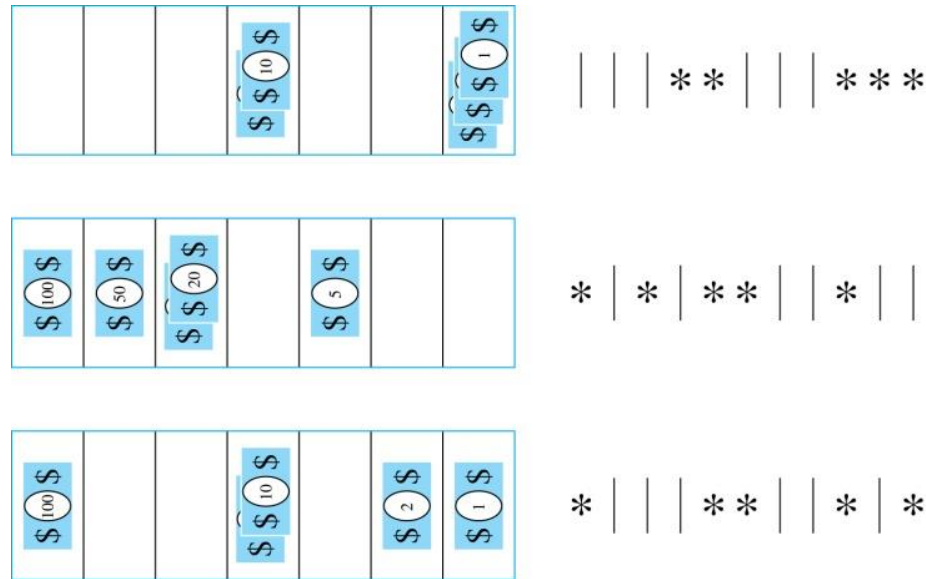 $ $ 10 $
$ $ $ 1 $
| | | * * | | | * * *
$ 100 $
$ 50 $
$ $ 20 $
$ 5 $
* | * | * * | | * | |
$ 100 $
$ $ 10 $
$ 2 $
$ 1 $
* | | | * * | | * | *